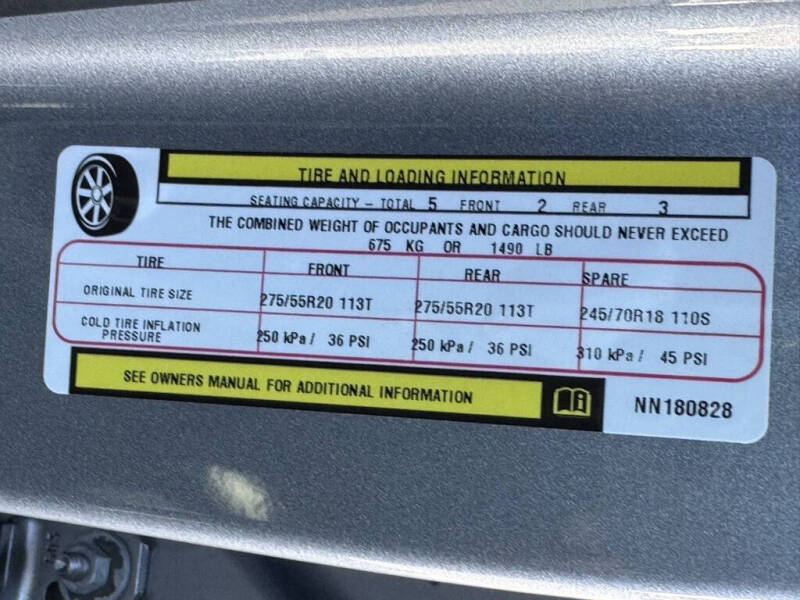 TIRE AND LOADING INFORMATION
SEATING CAPACITY – TOTAL 5 FRONT 2 REAR 3
THE COMBINED WEIGHT OF OCCUPANTS AND CARGO SHOULD NEVER EXCEED
675 KG OR 1490 LB
TIRE FRONT REAR SPARE
ORIGINAL TIRE SIZE 275/55R20 113T 275/55R20 113T 245/70R18 110S
COLD TIRE INFLATION
PRESSURE 250 kPa / 36 PSI 250 kPa / 36 PSI 310 kPa / 45 PSI
SEE OWNERS MANUAL FOR ADDITIONAL INFORMATION
NN180828